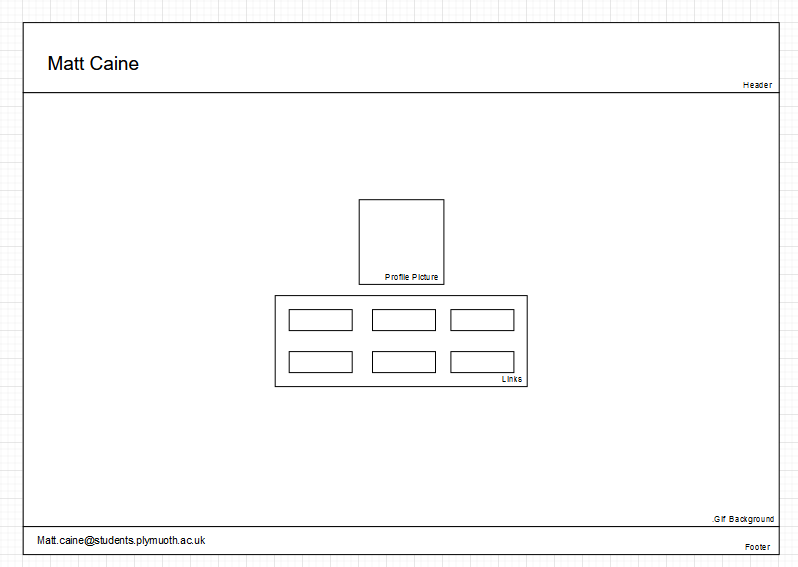 Matt Caine
Header
Profile Picture
Links
.Gif Background
Matt.caine@students.plymuoth.ac.uk
Footer